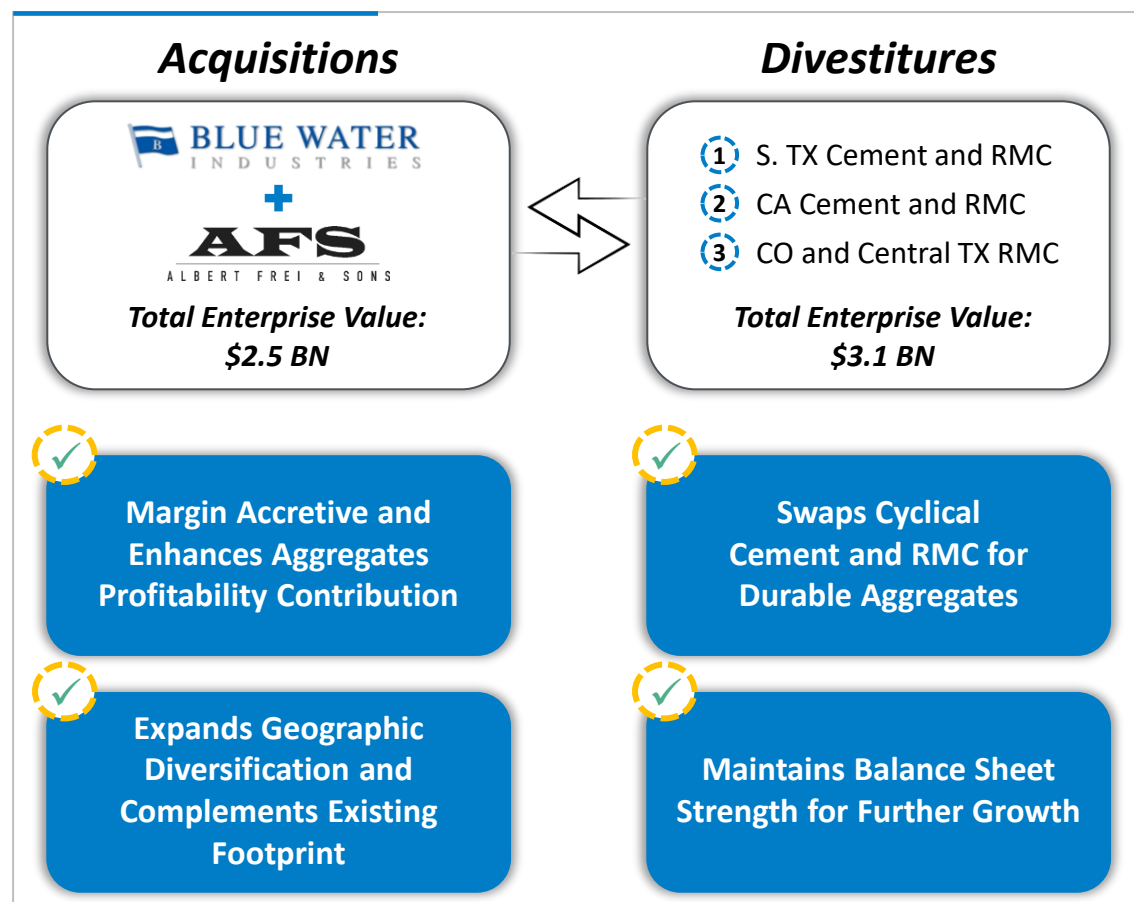 Acquisitions
Divestitures
B
BLUE WATER
INDUSTRIES
+
AFS
ALBERT FREI & SONS
Total Enterprise Value:
$2.5 BN
1 S. TX Cement and RMC
2 CA Cement and RMC
3 CO and Central TX RMC
Total Enterprise Value:
$3.1 BN
Margin Accretive and
Enhances Aggregates
Profitability Contribution
Swaps Cyclical
Cement and RMC for
Durable Aggregates
Expands Geographic
Diversification and
Complements Existing
Footprint
Maintains Balance Sheet
Strength for Further Growth